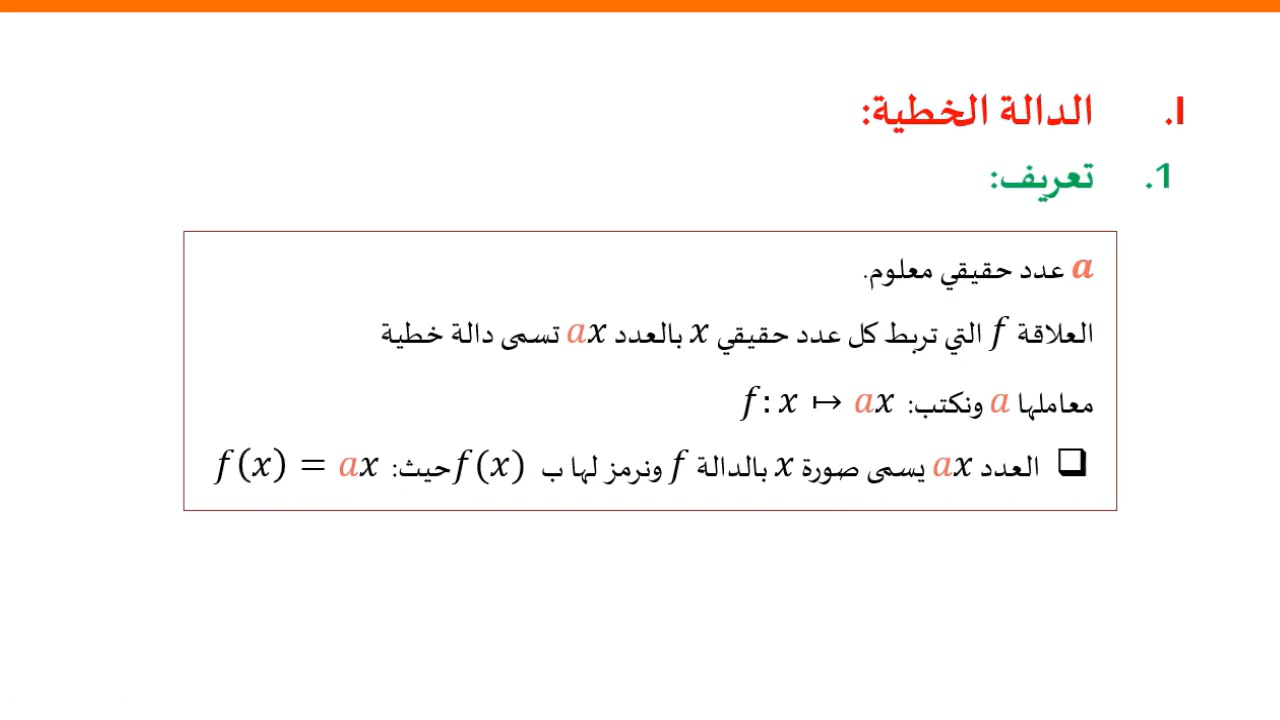 I. الدالة الخطية:
1. تعريف:
a عدد حقيقي معلوم.
العلاقة f التي تربط كل عدد حقيقي x بالعدد ax تسمى دالة خطية
معاملها a ونكتب: f: x ↦ ax
❑ العدد ax يسمى صورة x بالدالة f ونرمز لها ب f(x) حيث: f(x) = ax